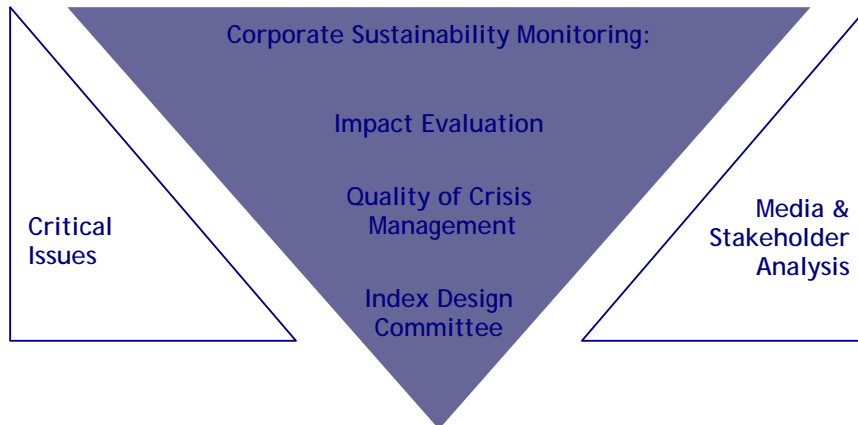 Corporate Sustainability Monitoring:
Impact Evaluation
Quality of Crisis
Management
Index Design
Committee
Critical
Issues
Media &
Stakeholder
Analysis